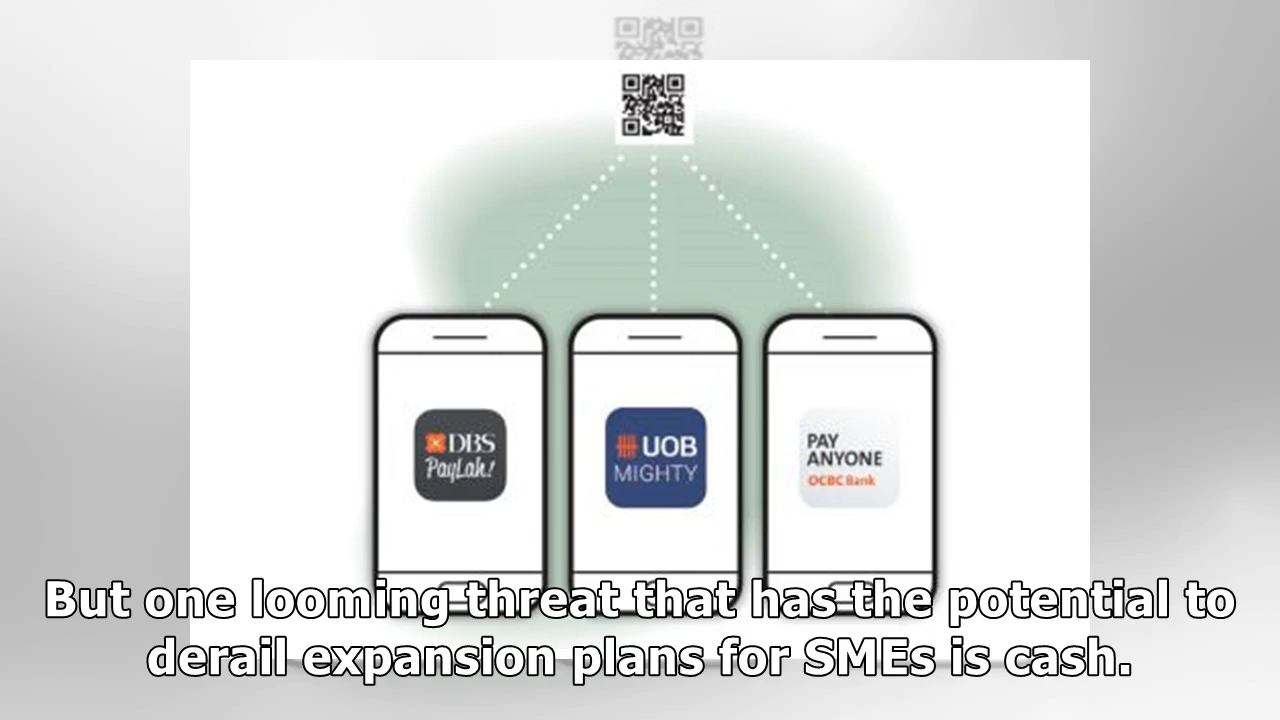 DBS
PayLah!
UOB
MIGHTY
PAY
ANYONE
OCBC Bank
But one looming threat that has the potential to
derail expansion plans for SMEs is cash.